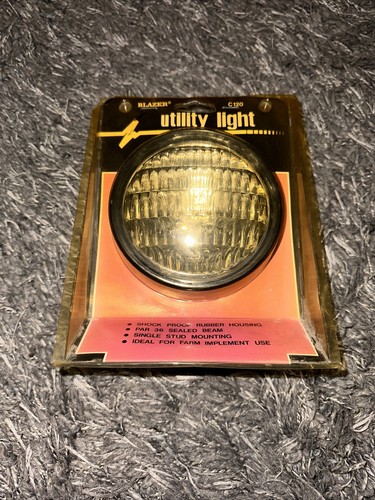 BLAZER® C120
utility light
• SHOCK PROOF RUBBER HOUSING
• PAR 36 SEALED BEAM
• SINGLE STUD MOUNTING
• IDEAL FOR FARM IMPLEMENT USE